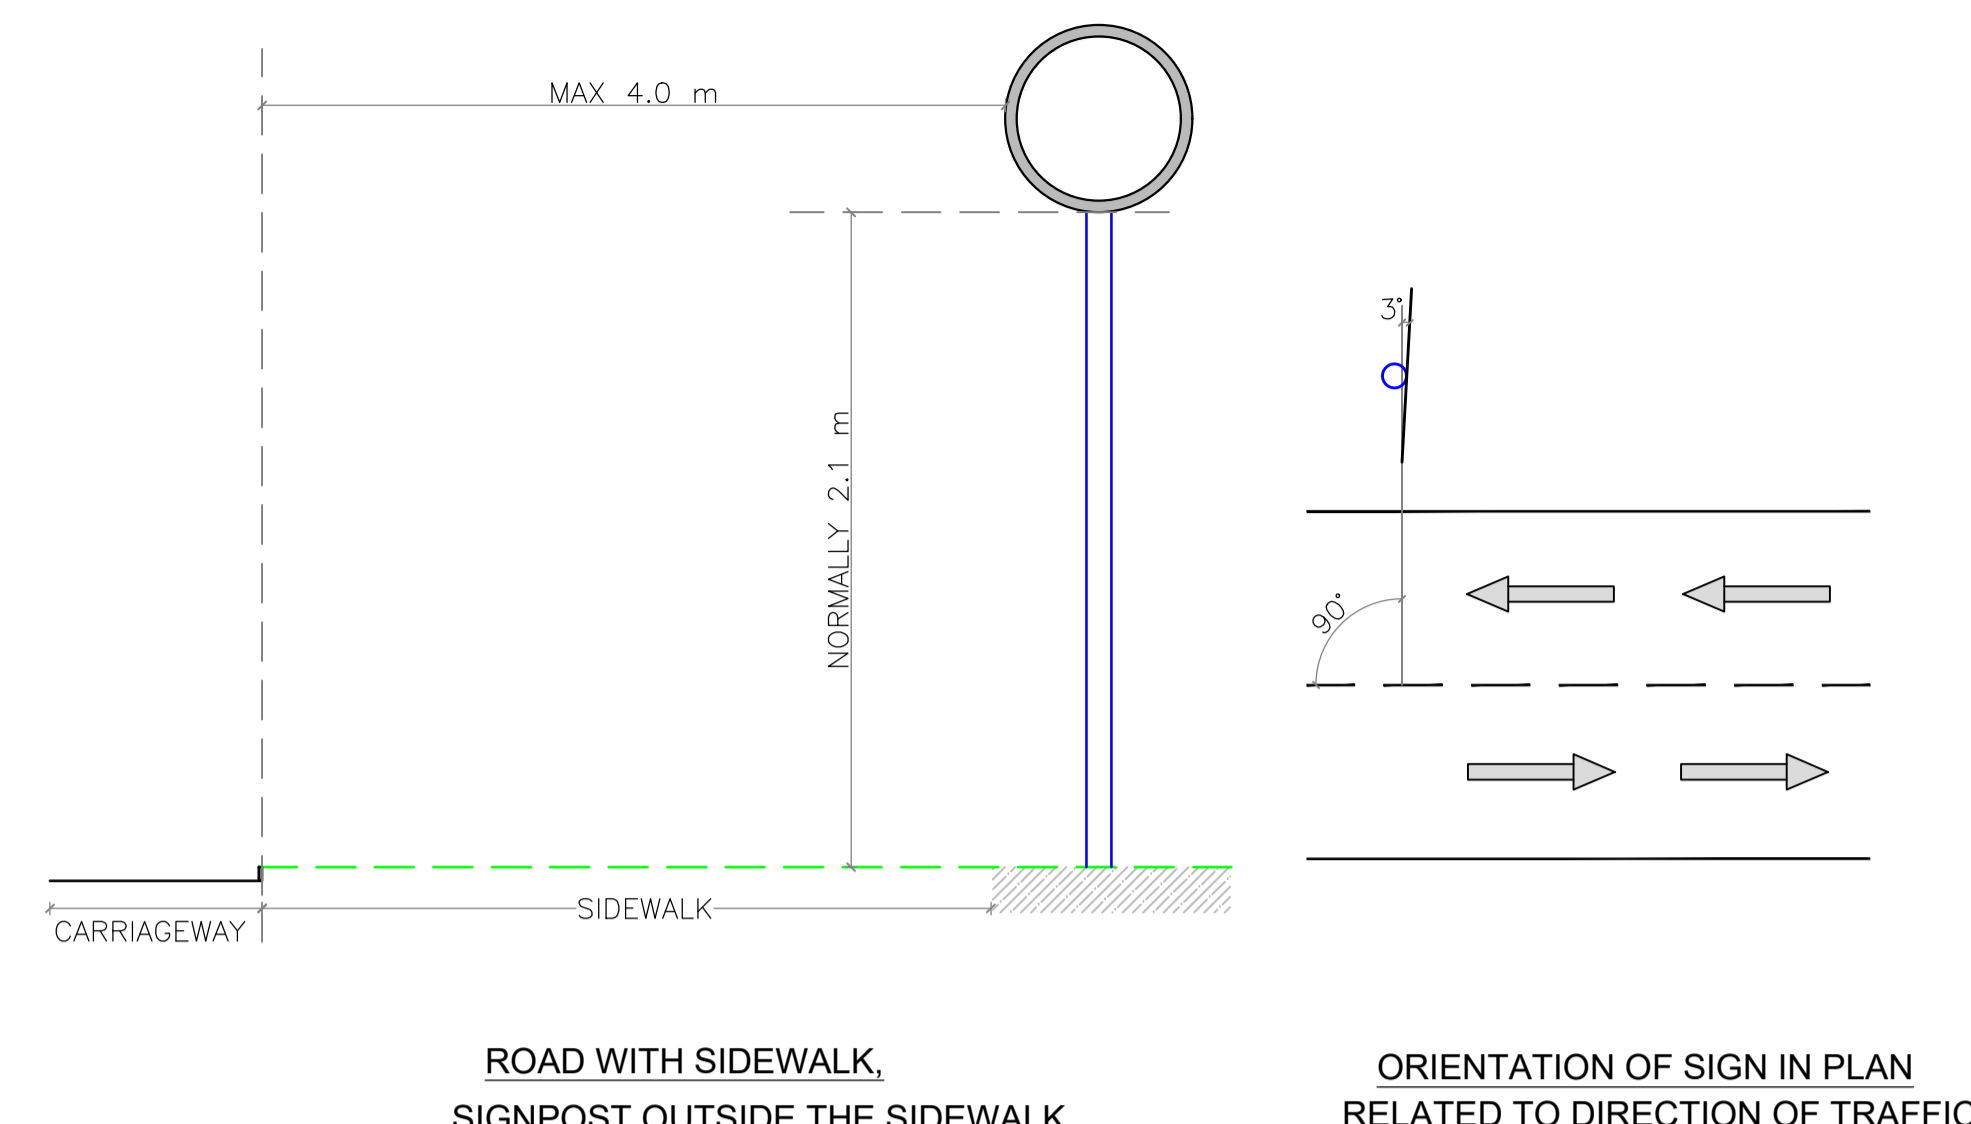 MAX 4.0 m
NORMALLY 2.1 m
CARRIAGEWAY
SIDEWALK
ROAD WITH SIDEWALK,
SIGNPOST OUTSIDE THE SIDEWALK
3°
90°
ORIENTATION OF SIGN IN PLAN
RELATED TO DIRECTION OF TRAFFIC